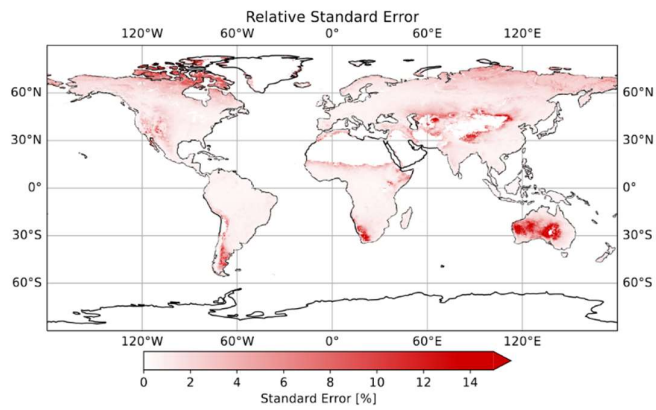 Relative Standard Error
120°W 60°W 0° 60°E 120°E
60°N 60°N
30°N 30°N
0° 0°
30°S 30°S
60°S 60°S
120°W 60°W 0° 60°E 120°E
0 2 4 6 8 10 12 14
Standard Error [%]